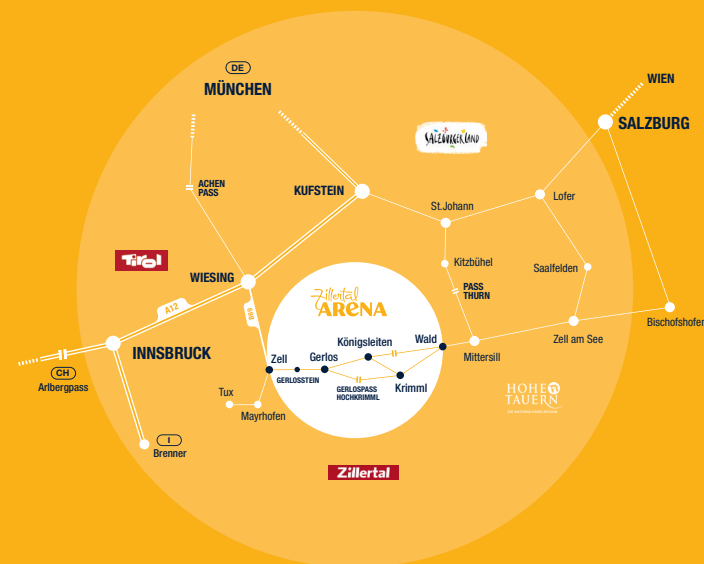 DE
MÜNCHEN
WIEN
SALZBURG
SALZBURGERLAND
ACHEN
PASS
KUFSTEIN
St.Johann
Lofer
Tirol
WIESING
Kitzbühel
Saalfelden
PASS
THURN
Zillertal
ARENA
A12
Bischofshofen
INNSBRUCK
Königsleiten
Wald
Zell am See
Zell
Gerlos
Mittersill
CH
Arlbergpass
GERLOSSTEIN
GERLOSPASS
HOCHKRIMML
Krimml
Tux
Mayrhofen
HOHE
TAUERN
I
Brenner
Zillertal